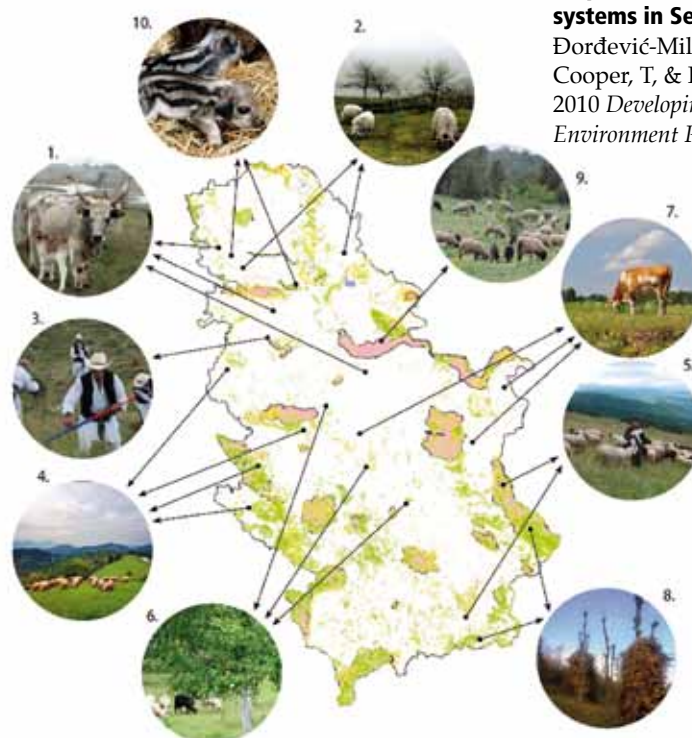 systems in Se
Đorđević-Mil
Cooper, T, &
2010 Developin
Environment
10.
2.
1.
9.
7.
3.
5.
4.
6.
8.